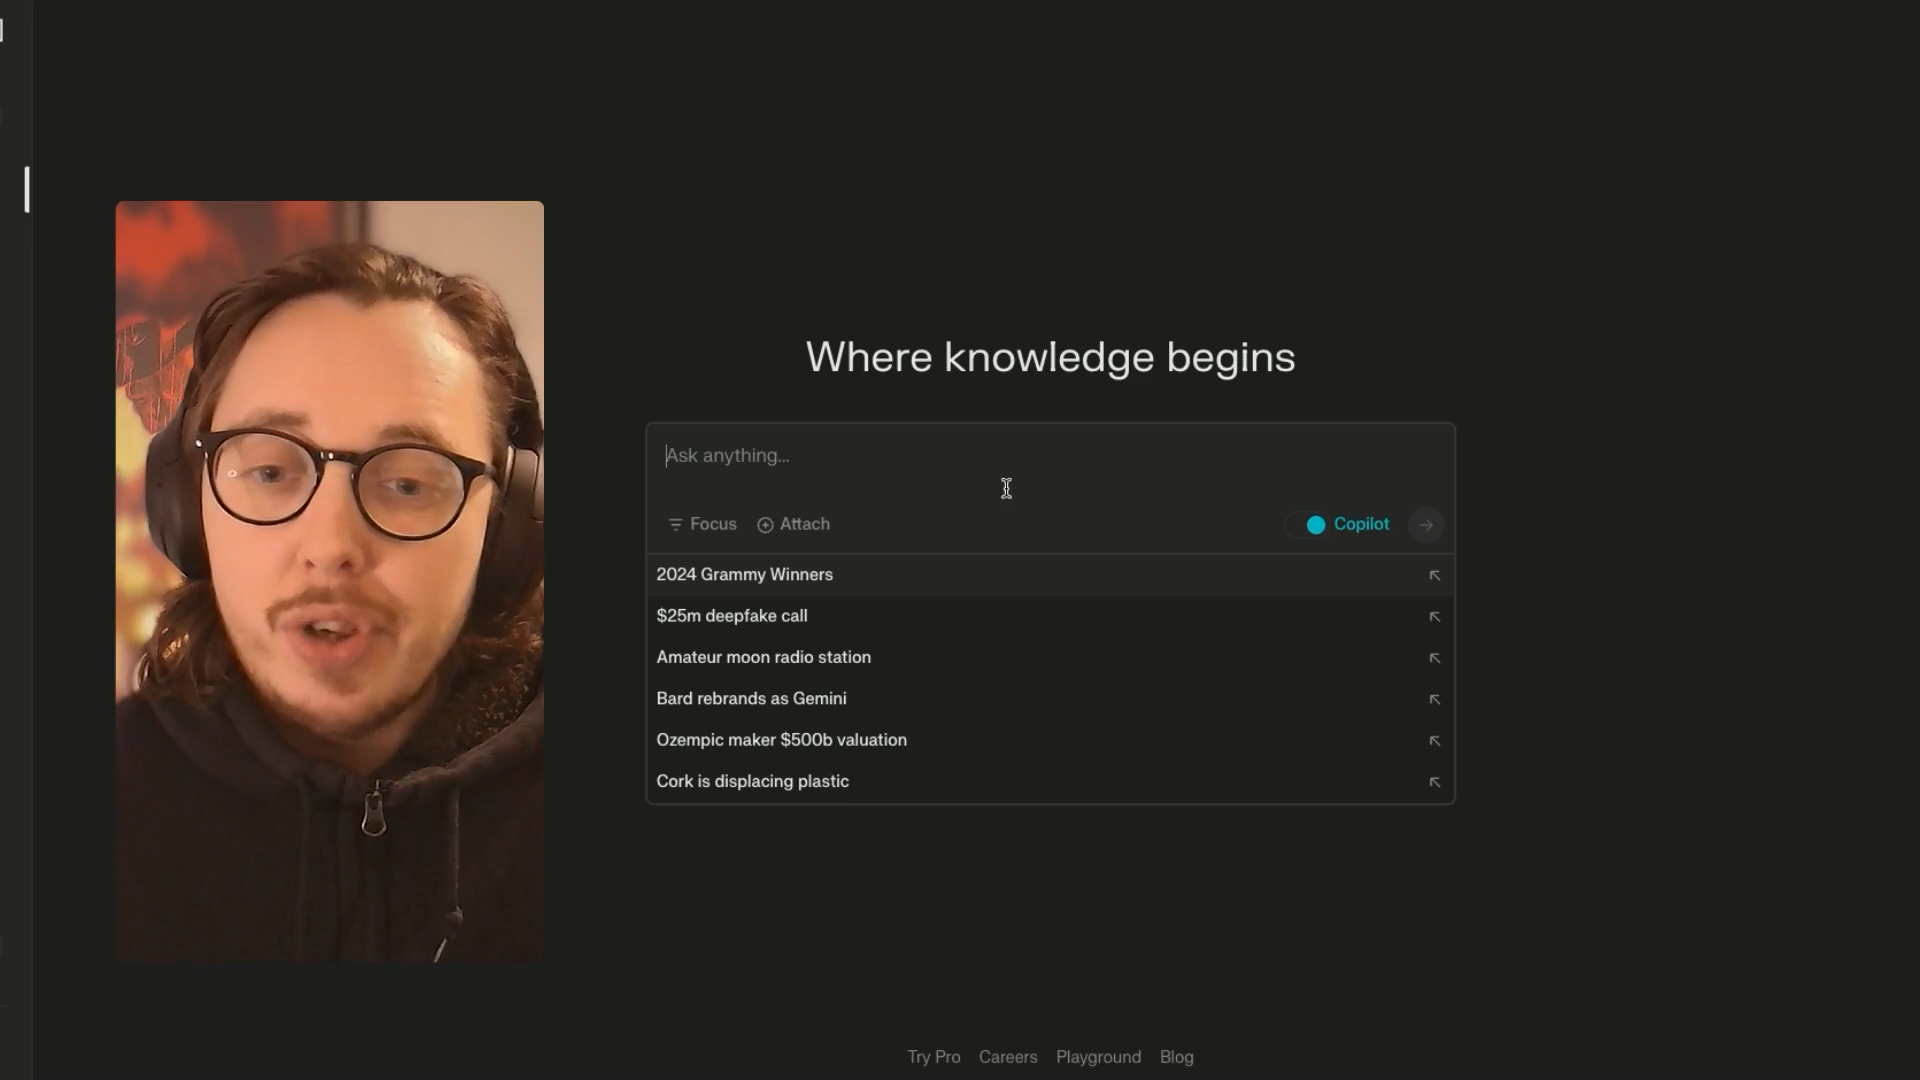 Where knowledge begins
Ask anything...
Focus
Attach
Copilot
2024 Grammy Winners
$25m deepfake call
Amateur moon radio station
Bard rebrands as Gemini
Ozempic maker $500b valuation
Cork is displacing plastic
Try Pro
Careers
Playground
Blog